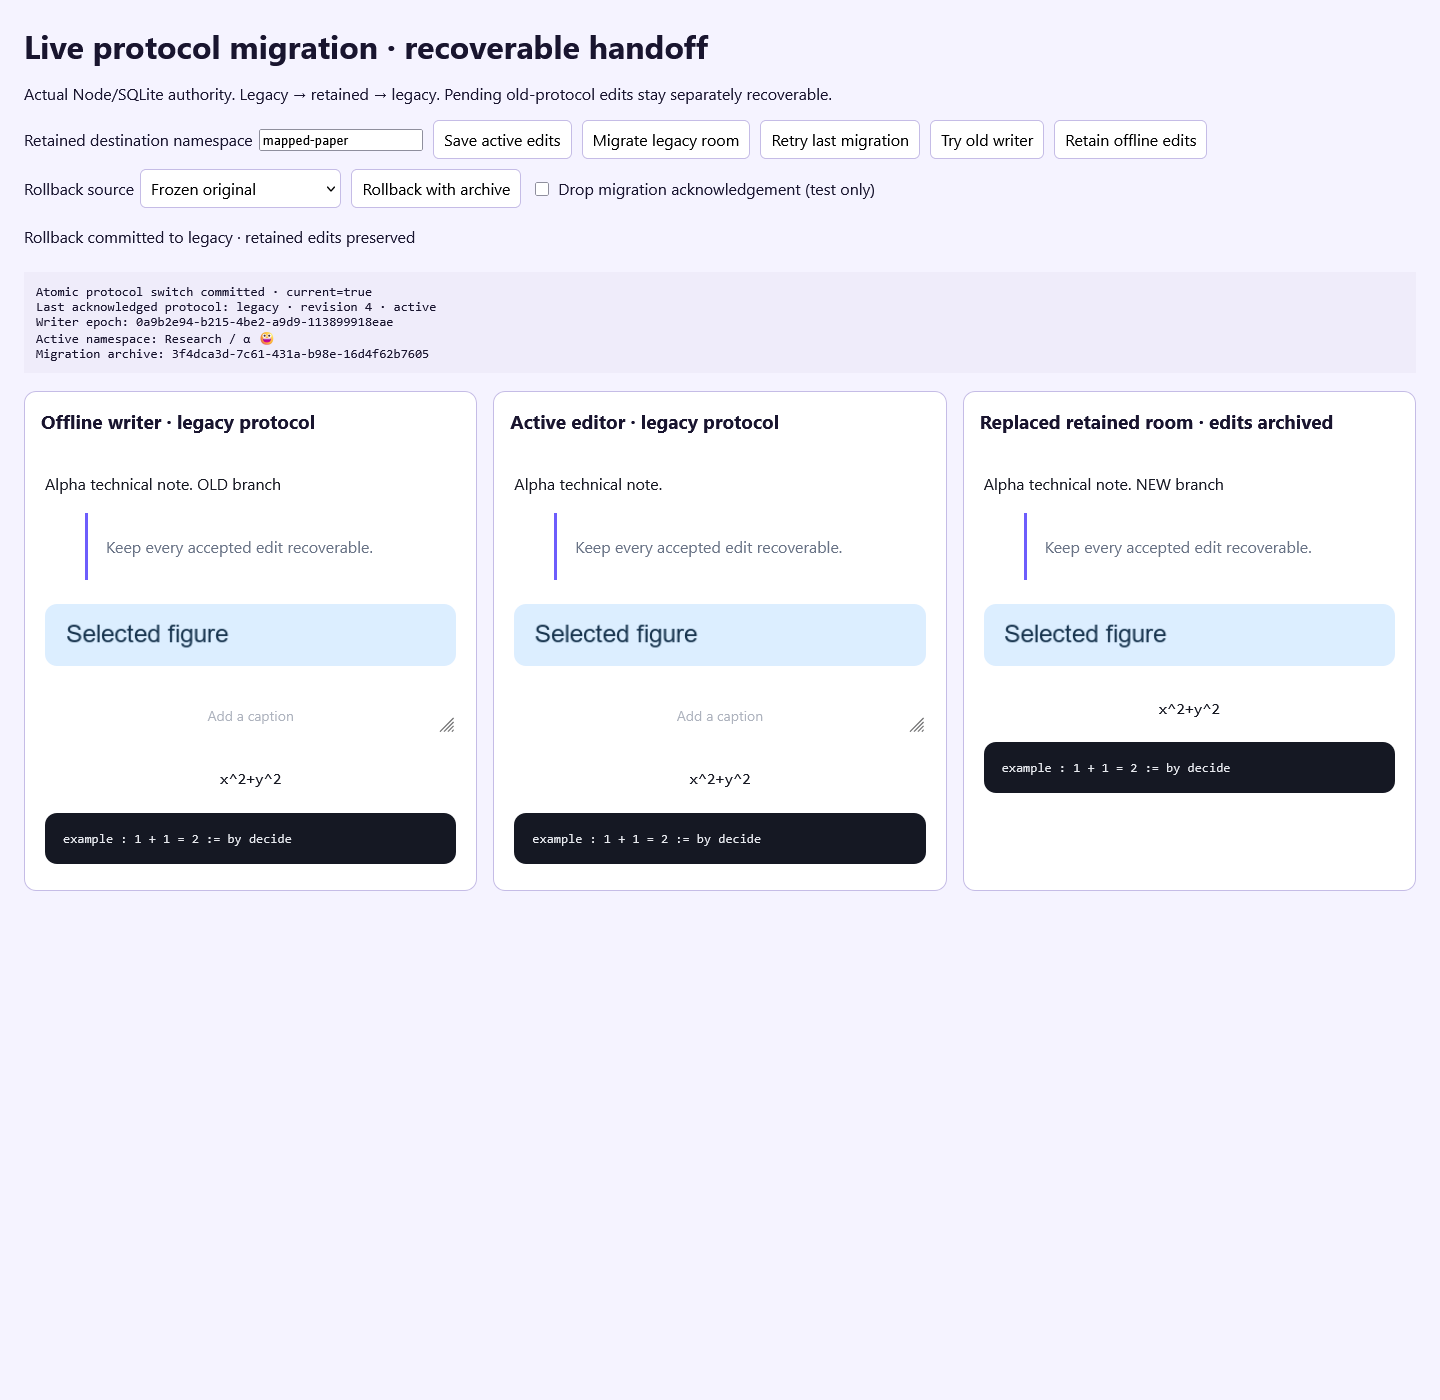 Live protocol migration · recoverable handoff
Actual Node/SQLite authority. Legacy → retained → legacy. Pending old-protocol edits stay separately recoverable.
Retained destination namespace mapped-paper Save active edits Migrate legacy room Retry last migration Try old writer Retain offline edits
Rollback source Frozen original Rollback with archive Drop migration acknowledgement (test only)
Rollback committed to legacy · retained edits preserved
Atomic protocol switch committed · current=true
Last acknowledged protocol: legacy · revision 4 · active
Writer epoch: 0a9b2e94-b215-4be2-a9d9-113899918eae
Active namespace: Research / α 😀
Migration archive: 3f4dca3d-7c61-431a-b98e-16d4f62b7605
Offline writer · legacy protocol
Alpha technical note. OLD branch
Keep every accepted edit recoverable.
Selected figure
Add a caption
x^2+y^2
example : 1 + 1 = 2 := by decide
Active editor · legacy protocol
Alpha technical note.
Keep every accepted edit recoverable.
Selected figure
Add a caption
x^2+y^2
example : 1 + 1 = 2 := by decide
Replaced retained room · edits archived
Alpha technical note. NEW branch
Keep every accepted edit recoverable.
Selected figure
x^2+y^2
example : 1 + 1 = 2 := by decide